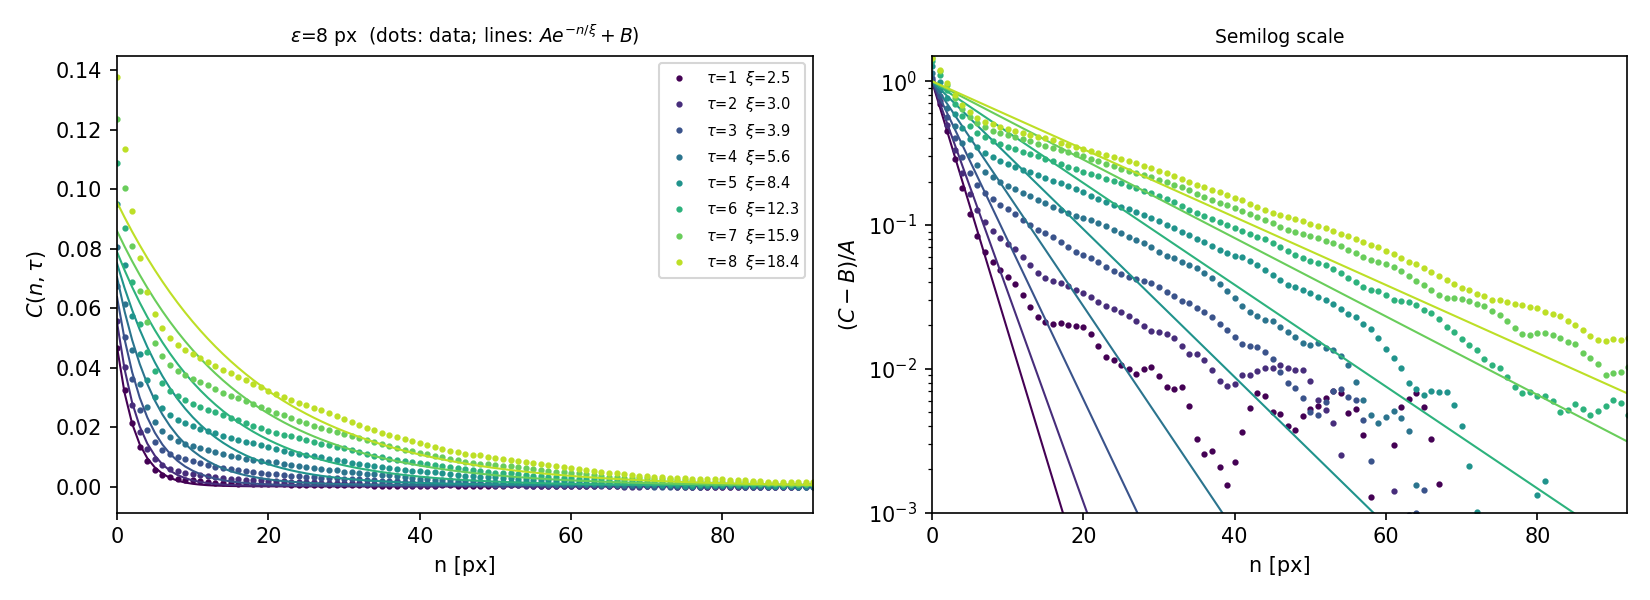 ε=8 px (dots: data; lines: Ae^{-n/ξ} + B)
0.14
0.12
0.10
0.08
0.06
0.04
0.02
0.00
C(n, τ)
0 20 40 60 80
n [px]
τ=1 ξ=2.5
τ=2 ξ=3.0
τ=3 ξ=3.9
τ=4 ξ=5.6
τ=5 ξ=8.4
τ=6 ξ=12.3
τ=7 ξ=15.9
τ=8 ξ=18.4
Semilog scale
10⁰
10⁻¹
10⁻²
10⁻³
(C − B)/A
0 20 40 60 80
n [px]